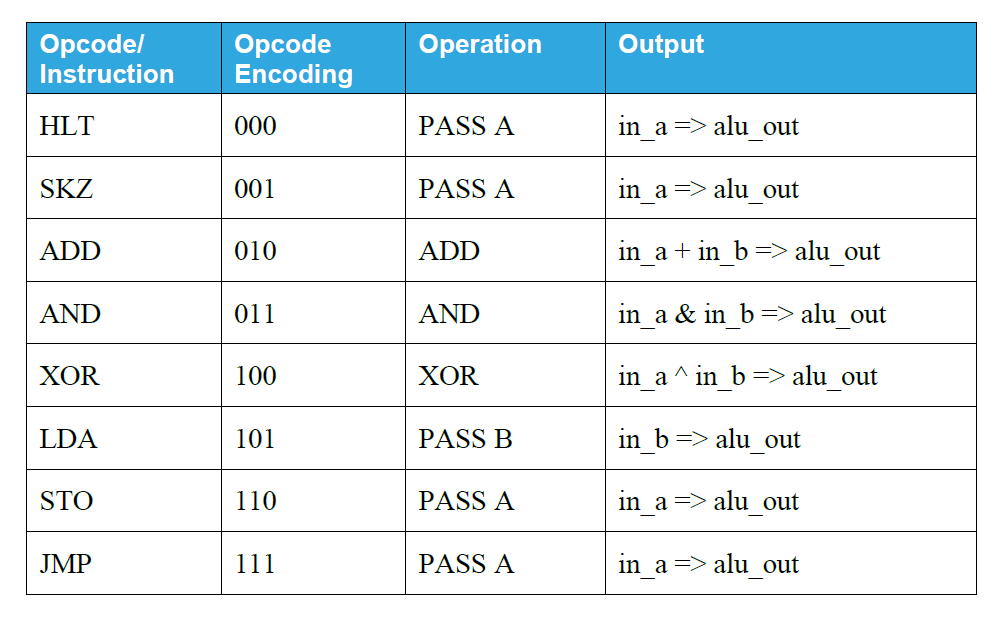 Opcode/ Instruction Opcode Encoding Operation Output
HLT 000 PASS A in_a => alu_out
SKZ 001 PASS A in_a => alu_out
ADD 010 ADD in_a + in_b => alu_out
AND 011 AND in_a & in_b => alu_out
XOR 100 XOR in_a ^ in_b => alu_out
LDA 101 PASS B in_b => alu_out
STO 110 PASS A in_a => alu_out
JMP 111 PASS A in_a => alu_out